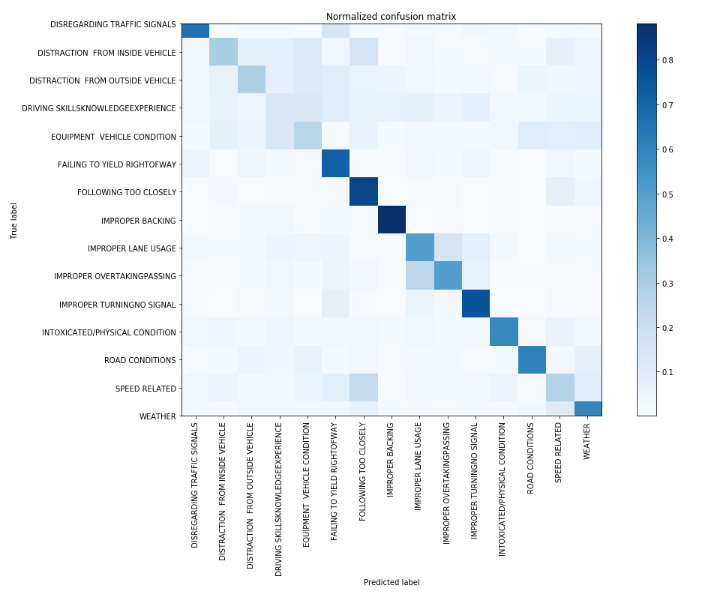 Normalized confusion matrix
DISREGARDING TRAFFIC SIGNALS
DISTRACTION  FROM INSIDE VEHICLE
DISTRACTION  FROM OUTSIDE VEHICLE
DRIVING SKILLSKNOWLEDGEEXPERIENCE
EQUIPMENT  VEHICLE CONDITION
FAILING TO YIELD RIGHTOFWAY
FOLLOWING TOO CLOSELY
IMPROPER BACKING
IMPROPER LANE USAGE
IMPROPER OVERTAKINGPASSING
IMPROPER TURNINGNO SIGNAL
INTOXICATED/PHYSICAL CONDITION
ROAD CONDITIONS
SPEED RELATED
WEATHER
True label
DISREGARDING TRAFFIC SIGNALS
DISTRACTION  FROM INSIDE VEHICLE
DISTRACTION  FROM OUTSIDE VEHICLE
DRIVING SKILLSKNOWLEDGEEXPERIENCE
EQUIPMENT  VEHICLE CONDITION
FAILING TO YIELD RIGHTOFWAY
FOLLOWING TOO CLOSELY
IMPROPER BACKING
IMPROPER LANE USAGE
IMPROPER OVERTAKINGPASSING
IMPROPER TURNINGNO SIGNAL
INTOXICATED/PHYSICAL CONDITION
ROAD CONDITIONS
SPEED RELATED
WEATHER
Predicted label
0.8
0.7
0.6
0.5
0.4
0.3
0.2
0.1